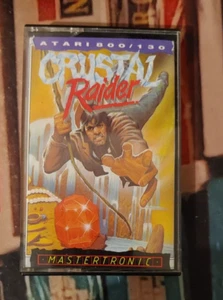 ATARI 800/130
CRYSTAL
Raider
MASTERTRONIC